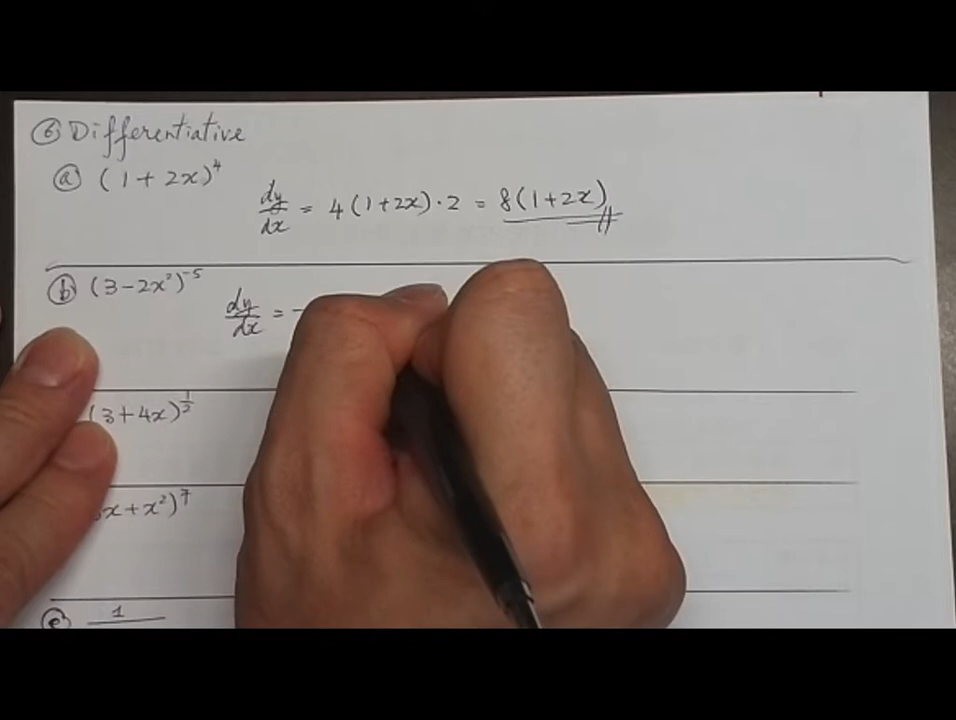 ⑥ Differentiative
ⓐ (1 + 2x)⁴
dy/dx = 4(1+2x)·2 = 8(1+2x)
ⓑ (3-2x²)⁻⁵
dy/dx = -
(3+4x)^1/2
x+x²)⁷
ⓔ 1